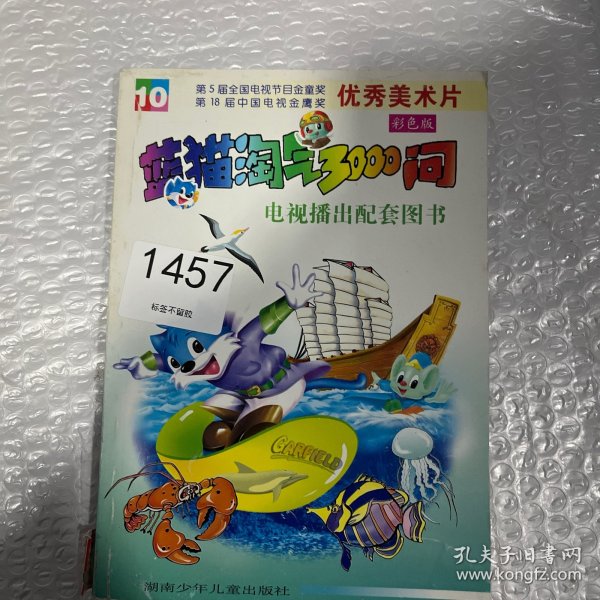 10
第5届全国电视节目金童奖
第18届中国电视金鹰奖
优秀美术片
彩色版
蓝猫淘气3000问
电视播出配套图书
1457
标签不留胶
GARFIELD
湖南少年儿童出版社
孔夫子旧书网
www.kongfz.com